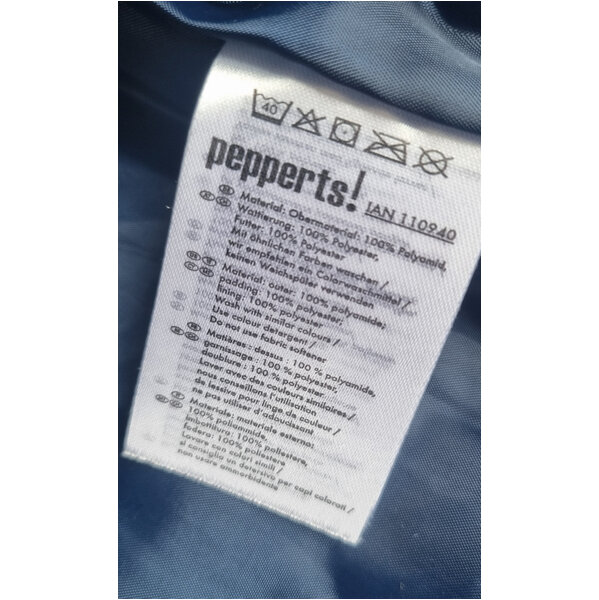 40
pepperts!
IAN 110940
Material: Obermaterial: 100% Polyamid,
Wattierung: 100% Polyester,
Futter: 100% Polyester
Mit ähnlichen Farben waschen /
wir empfehlen ein Colorwaschmittel /
keinen Weichspüler verwenden
Material: outer: 100% polyamide;
padding: 100% polyester;
lining: 100% polyester
Wash with similar colours /
Use colour detergent /
Do not use fabric softener
Matières : dessus : 100 % polyamide,
garnissage : 100 % polyester,
doublure : 100 % polyester.
Laver avec des couleurs similaires /
nous conseillons l'utilisation
de lessive pour linge de couleur /
ne pas utiliser d'adoucissant
Materiale: materiale esterno:
100% poliammide,
imbottitura: 100% poliestere,
fodera: 100% poliestere
Lavare con colori simili /
si consiglia un detersivo per capi colorati /
non usare ammorbidente